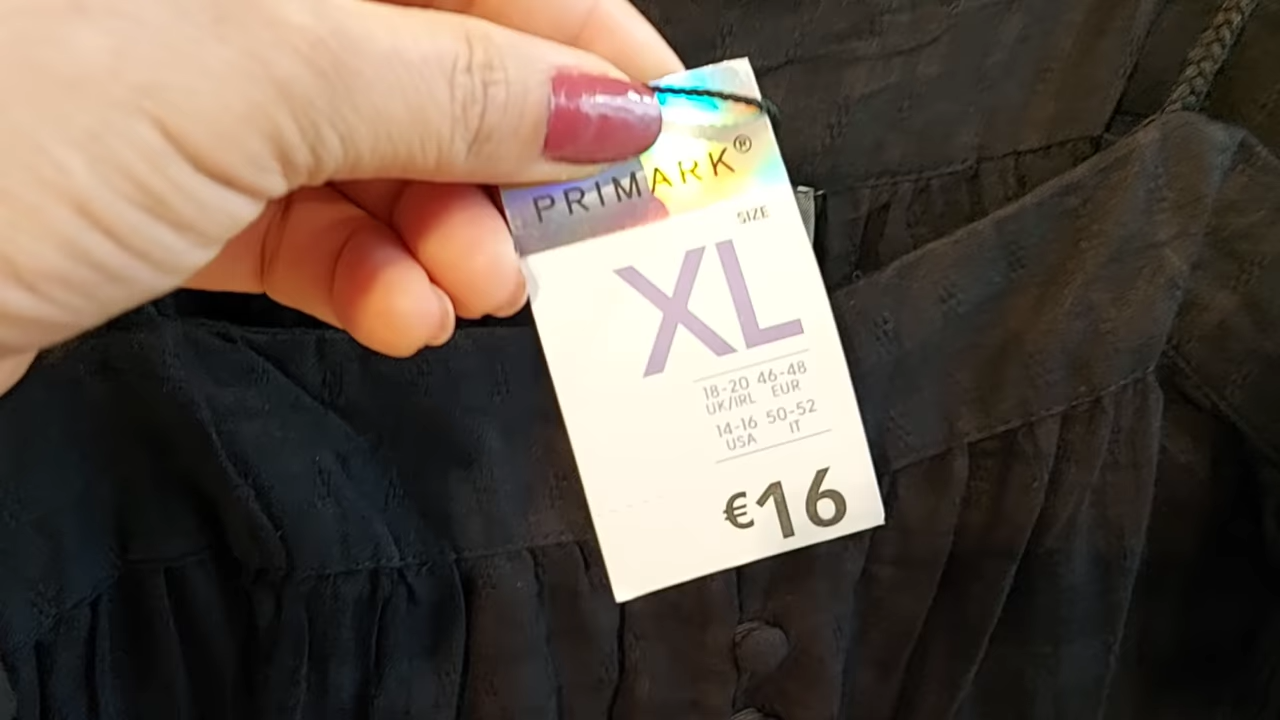 PRIMARK®
SIZE
XL
18-20 46-48
UK/IRL EUR
14-16 50-52
USA IT
€16